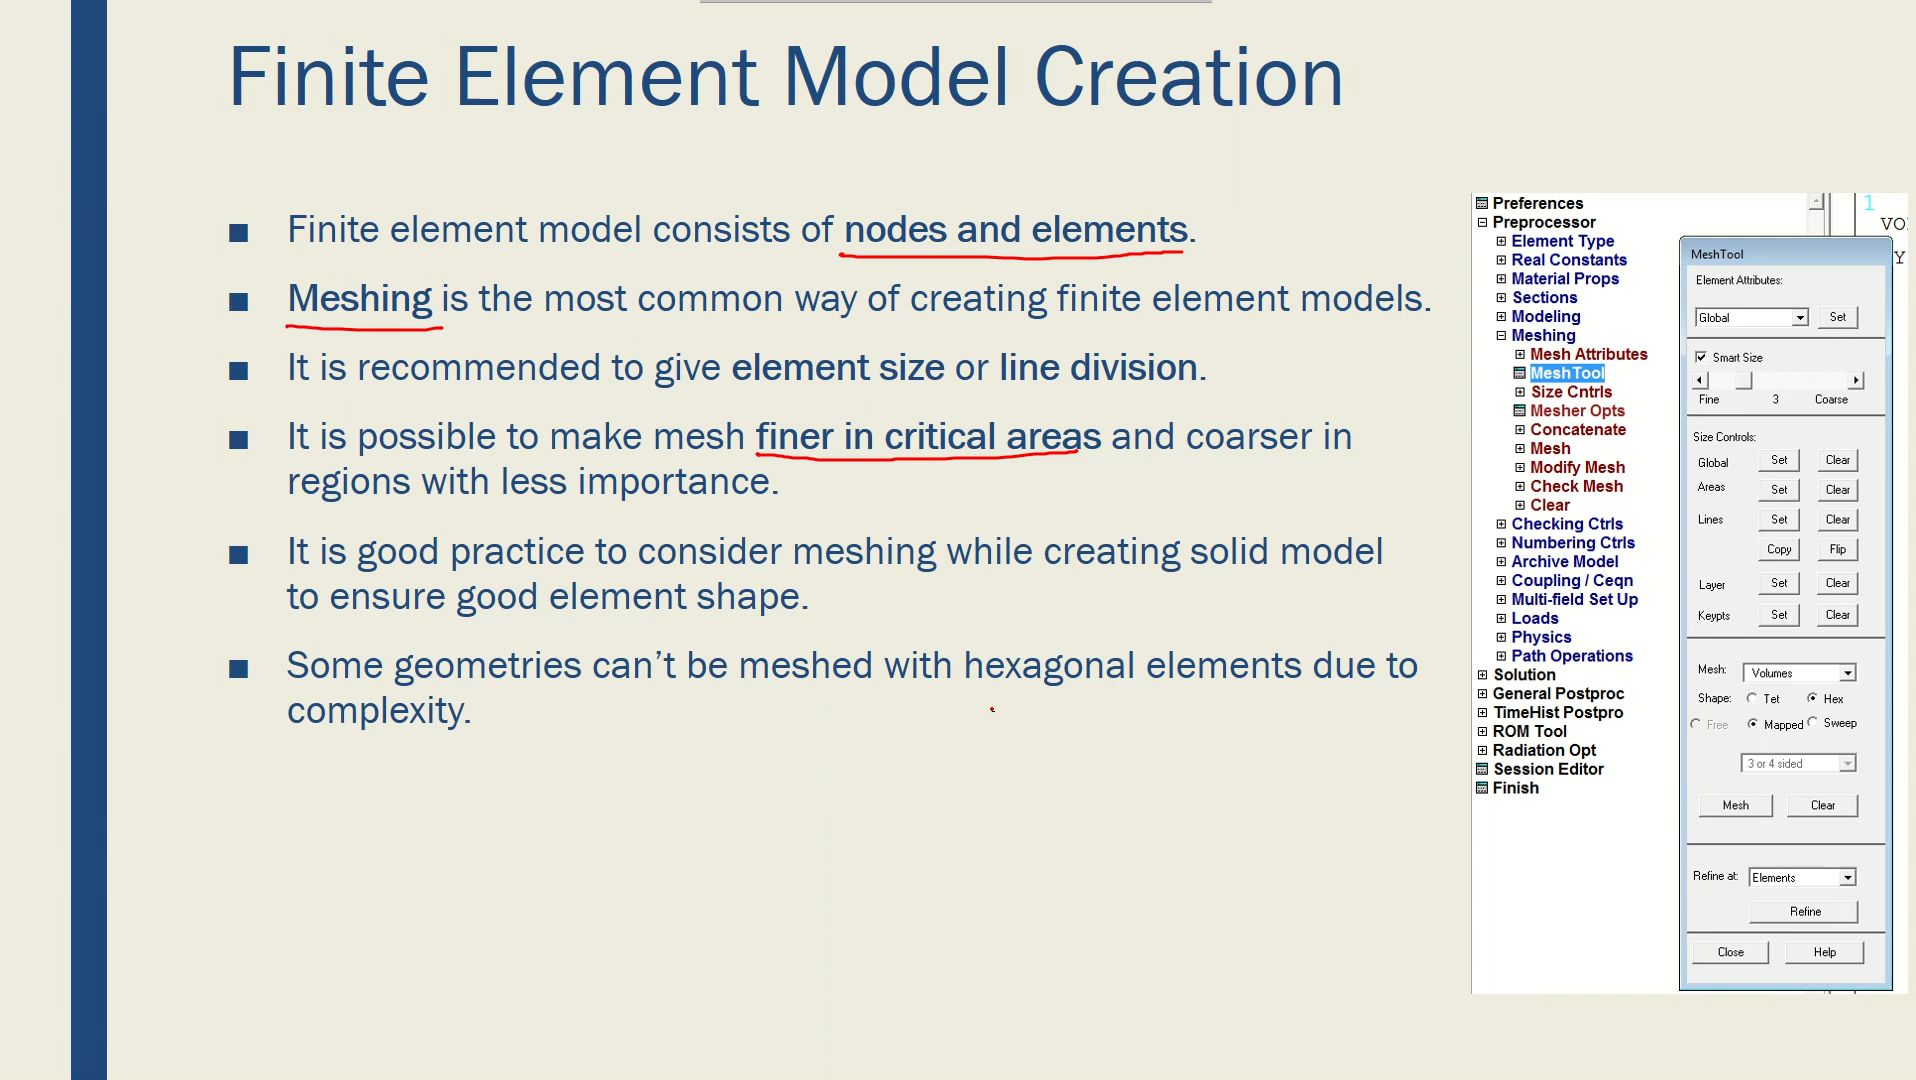 Finite Element Model Creation
■ Finite element model consists of nodes and elements.
■ Meshing is the most common way of creating finite element models.
■ It is recommended to give element size or line division.
■ It is possible to make mesh finer in critical areas and coarser in
regions with less importance.
■ It is good practice to consider meshing while creating solid model
to ensure good element shape.
■ Some geometries can’t be meshed with hexagonal elements due to
complexity.
Preferences
Preprocessor
Element Type
Real Constants
Material Props
Sections
Modeling
Meshing
Mesh Attributes
MeshTool
Size Cntrls
Mesher Opts
Concatenate
Mesh
Modify Mesh
Check Mesh
Clear
Checking Ctrls
Numbering Ctrls
Archive Model
Coupling / Ceqn
Multi-field Set Up
Loads
Physics
Path Operations
Solution
General Postproc
TimeHist Postpro
ROM Tool
Radiation Opt
Session Editor
Finish
1
MeshTool
Element Attributes:
Global Set
Smart Size
Fine 3 Coarse
Size Controls:
Global Set Clear
Areas Set Clear
Lines Set Clear
Copy Flip
Layer Set Clear
Keypts Set Clear
Mesh: Volumes
Shape: Tet Hex
Free Mapped Sweep
3 or 4 sided
Mesh Clear
Refine at: Elements
Refine
Close Help